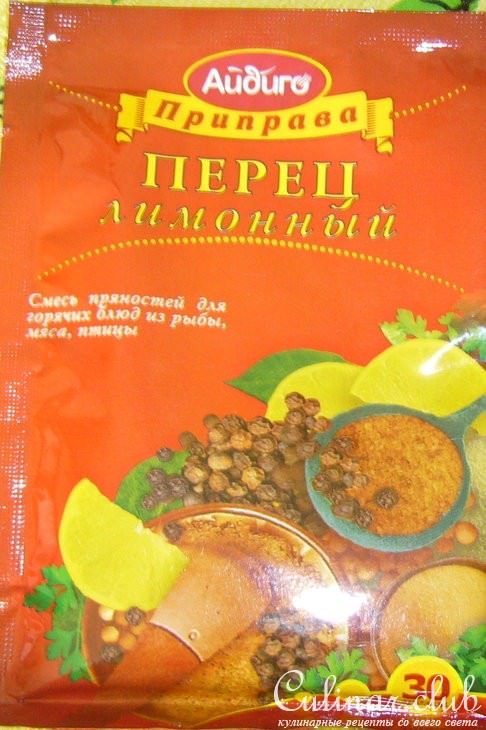 Айдиго
Приправа
ПЕРЕЦ
лимонный
Смесь пряностей для
горячих блюд из рыбы,
мяса, птицы
30
Culinar.club
кулинарные рецепты со всего света